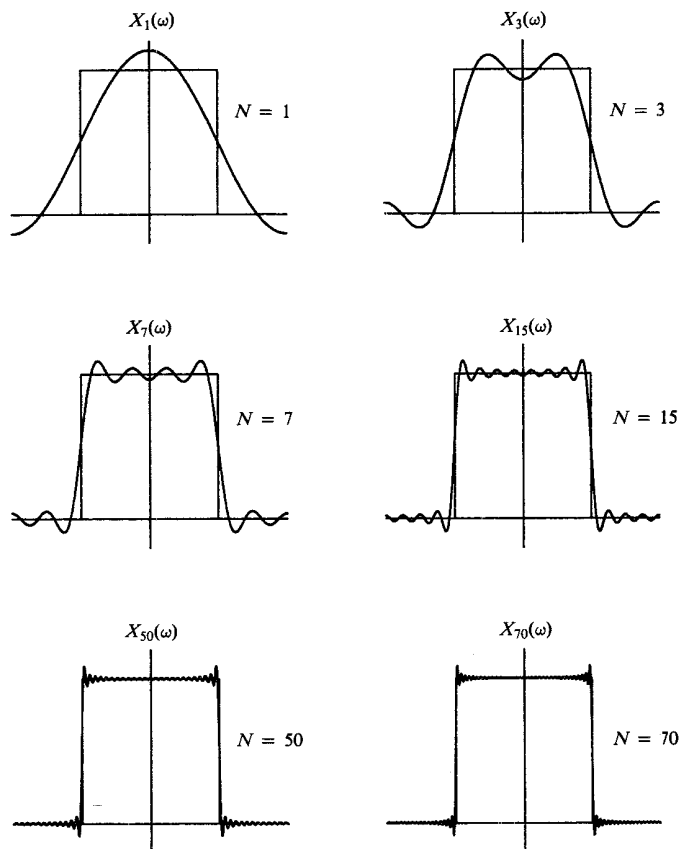 X₁(ω)
N = 1
X₃(ω)
N = 3
X₇(ω)
N = 7
X₁₅(ω)
N = 15
X₅₀(ω)
N = 50
X₇₀(ω)
N = 70